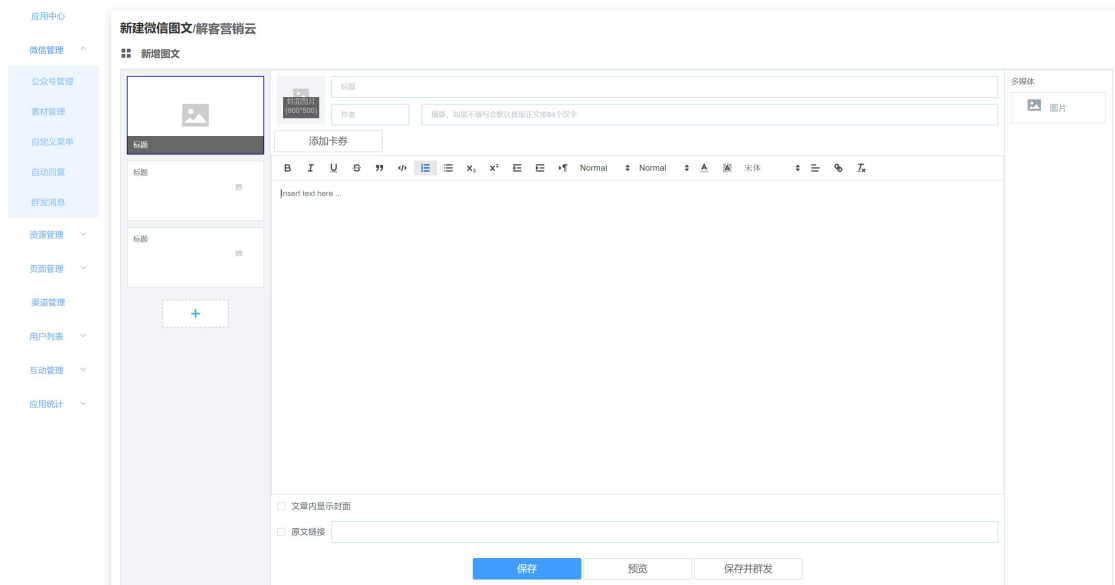 应用中心
微信管理
公众号管理
素材管理
自定义菜单
自动回复
群发消息
资源管理
页面管理
渠道管理
用户列表
互动管理
应用统计
新建微信图文/解客营销云
新增图文
标题
标题
标题
+
封面图片
(900*500)
标题
作者
摘要，如果不填写会默认抓取正文前64个汉字
添加卡券
B I U S Normal Normal A A 宋体
Insert text here ...
文章内显示封面
原文链接
保存 预览 保存并群发
多媒体
图片